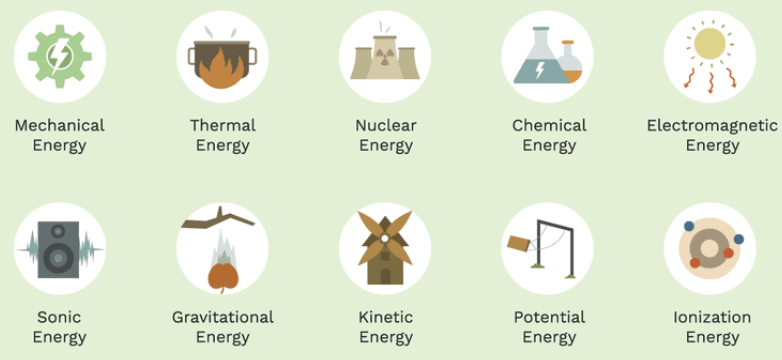 Mechanical
Energy
Thermal
Energy
Nuclear
Energy
Chemical
Energy
Electromagnetic
Energy
Sonic
Energy
Gravitational
Energy
Kinetic
Energy
Potential
Energy
Ionization
Energy